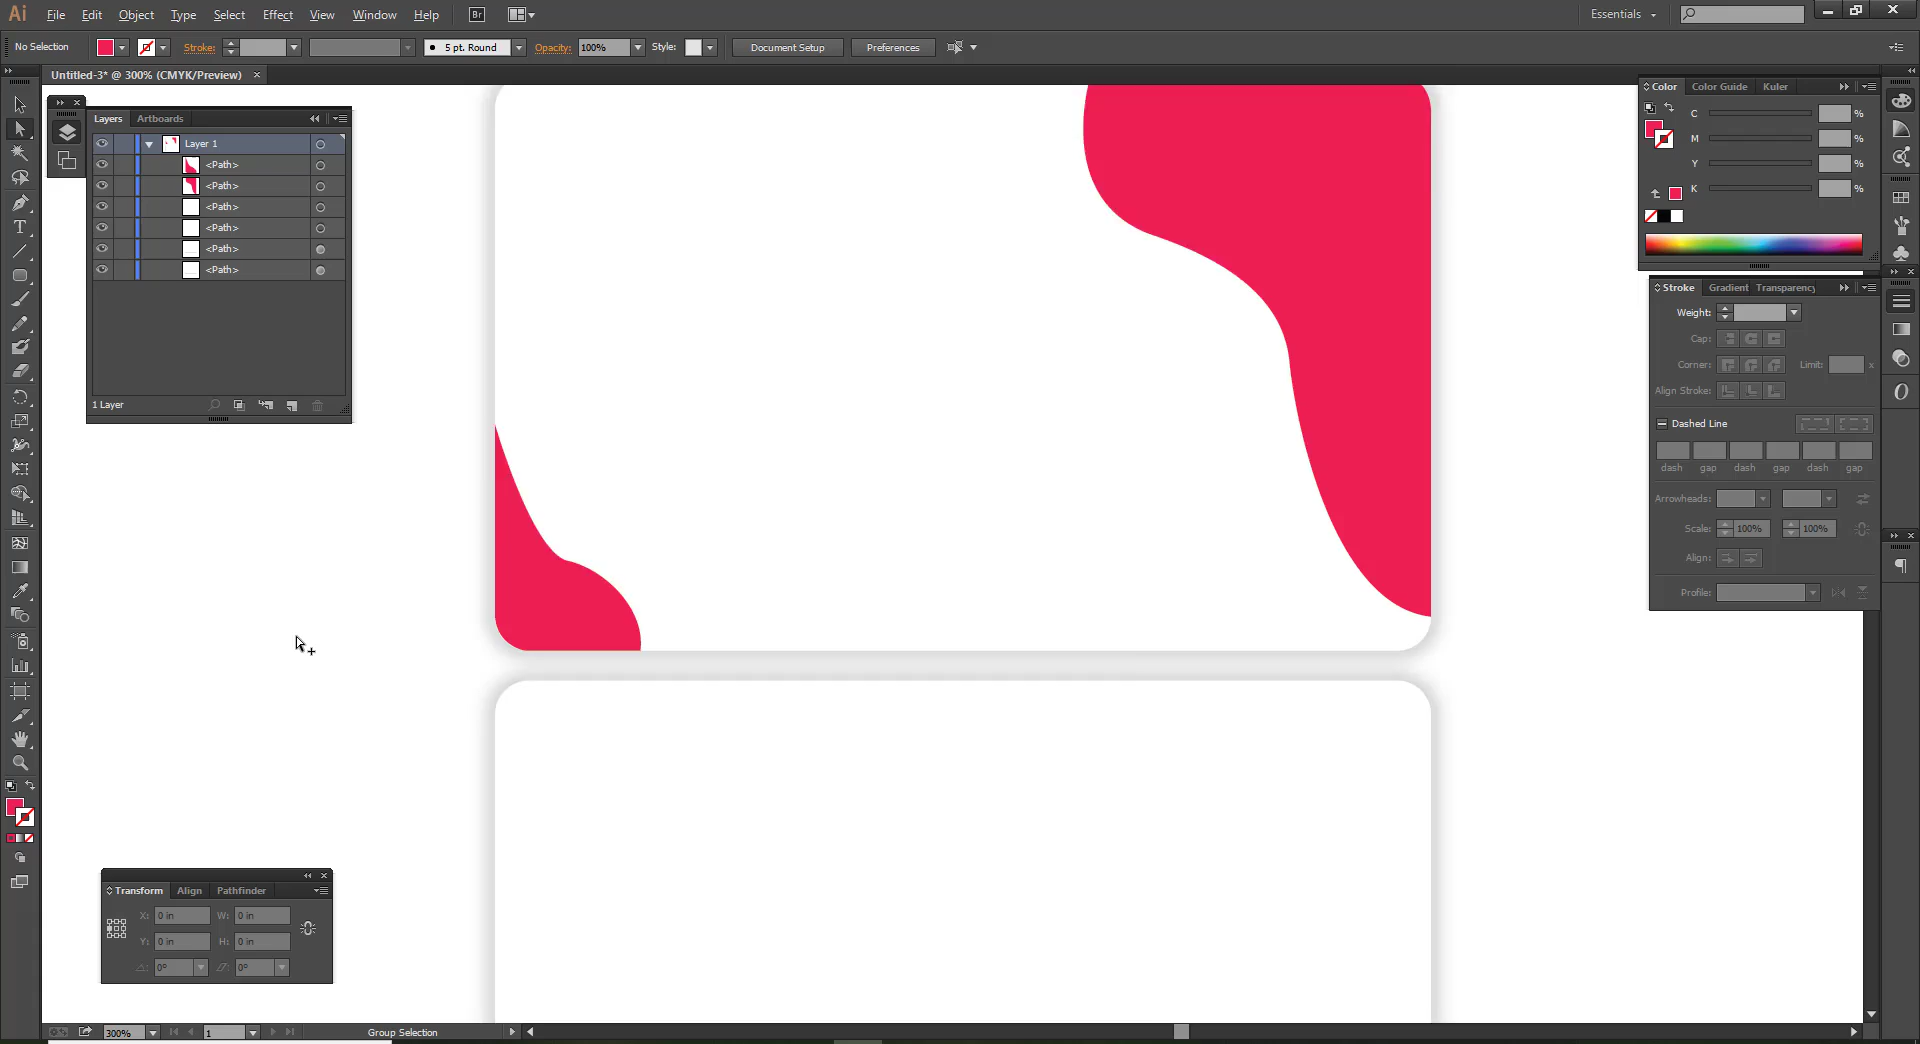 Ai File Edit Object Type Select Effect View Window Help Br Essentials
No Selection Stroke: 5 pt. Round Opacity: 100% Style: Document Setup Preferences
Untitled-3* @ 300% (CMYK/Preview)
Layers Artboards
Layer 1
<Path>
<Path>
<Path>
<Path>
<Path>
<Path>
1 Layer
Color Color Guide Kuler
C %
M %
Y %
K %
Stroke Gradient Transparency
Weight:
Cap:
Corner: Limit: x
Align Stroke:
Dashed Line
dash gap dash gap dash gap
Arrowheads:
Scale: 100% 100%
Align:
Profile:
Transform Align Pathfinder
X: 0 in W: 0 in
Y: 0 in H: 0 in
0° 0°
300% 1 Group Selection